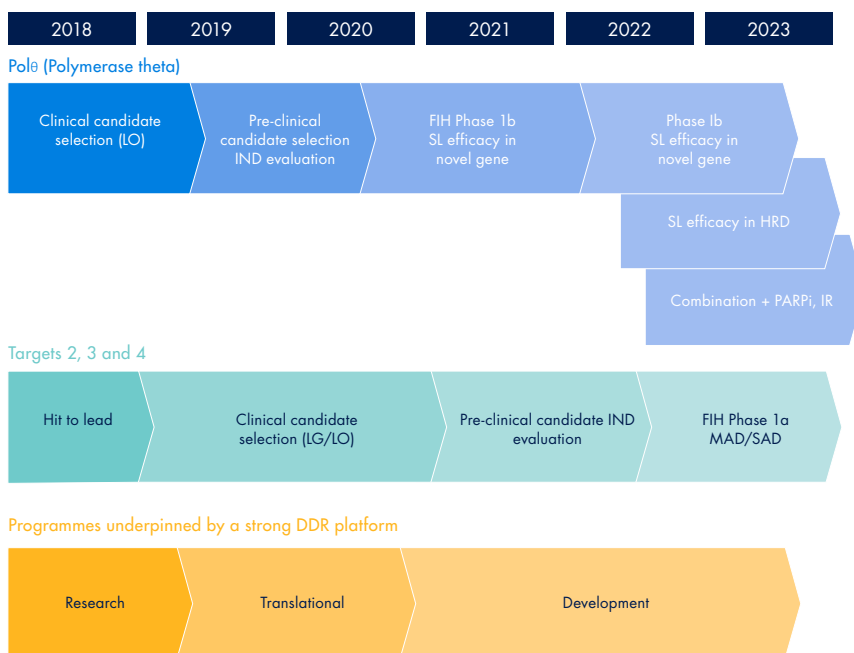 2018 2019 2020 2021 2022 2023
Polθ (Polymerase theta)
Clinical candidate
selection (LO)
Pre-clinical
candidate selection
IND evaluation
FIH Phase 1b
SL efficacy in
novel gene
Phase Ib
SL efficacy in
novel gene
SL efficacy in HRD
Combination + PARPi, IR
Targets 2, 3 and 4
Hit to lead
Clinical candidate
selection (LG/LO)
Pre-clinical candidate IND
evaluation
FIH Phase 1a
MAD/SAD
Programmes underpinned by a strong DDR platform
Research
Translational
Development